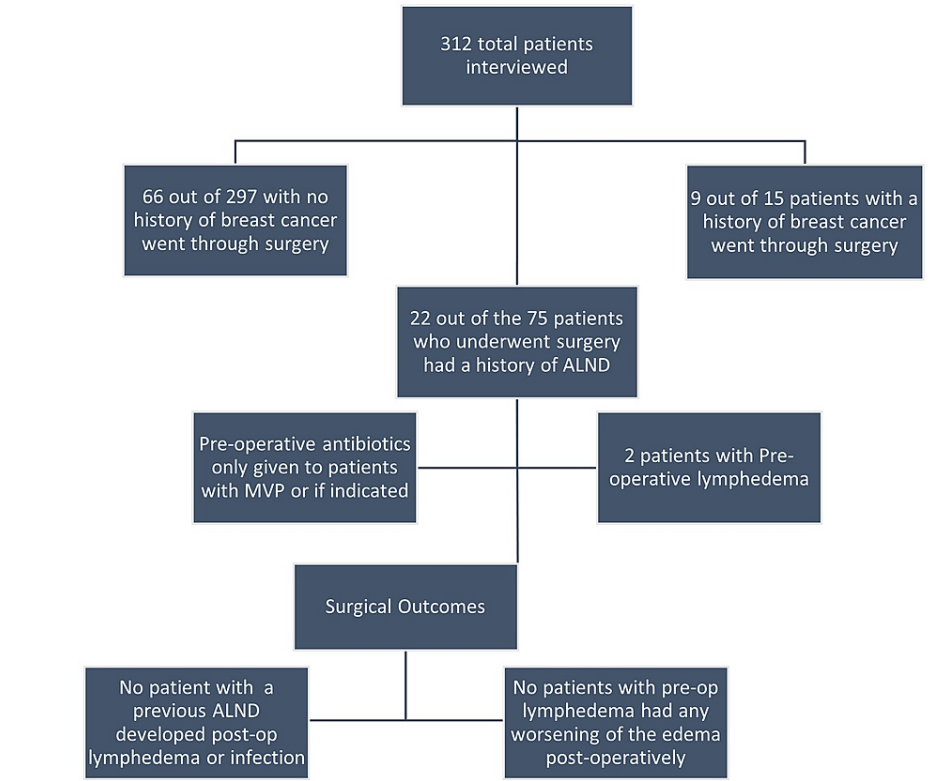 312 total patients
interviewed
66 out of 297 with no
history of breast cancer
went through surgery
9 out of 15 patients with a
history of breast cancer
went through surgery
22 out of the 75 patients
who underwent surgery
had a history of ALND
Pre-operative antibiotics
only given to patients
with MVP or if indicated
2 patients with Pre-
operative lymphedema
Surgical Outcomes
No patient with a
previous ALND
developed post-op
lymphedema or infection
No patients with pre-op
lymphedema had any
worsening of the edema
post-operatively